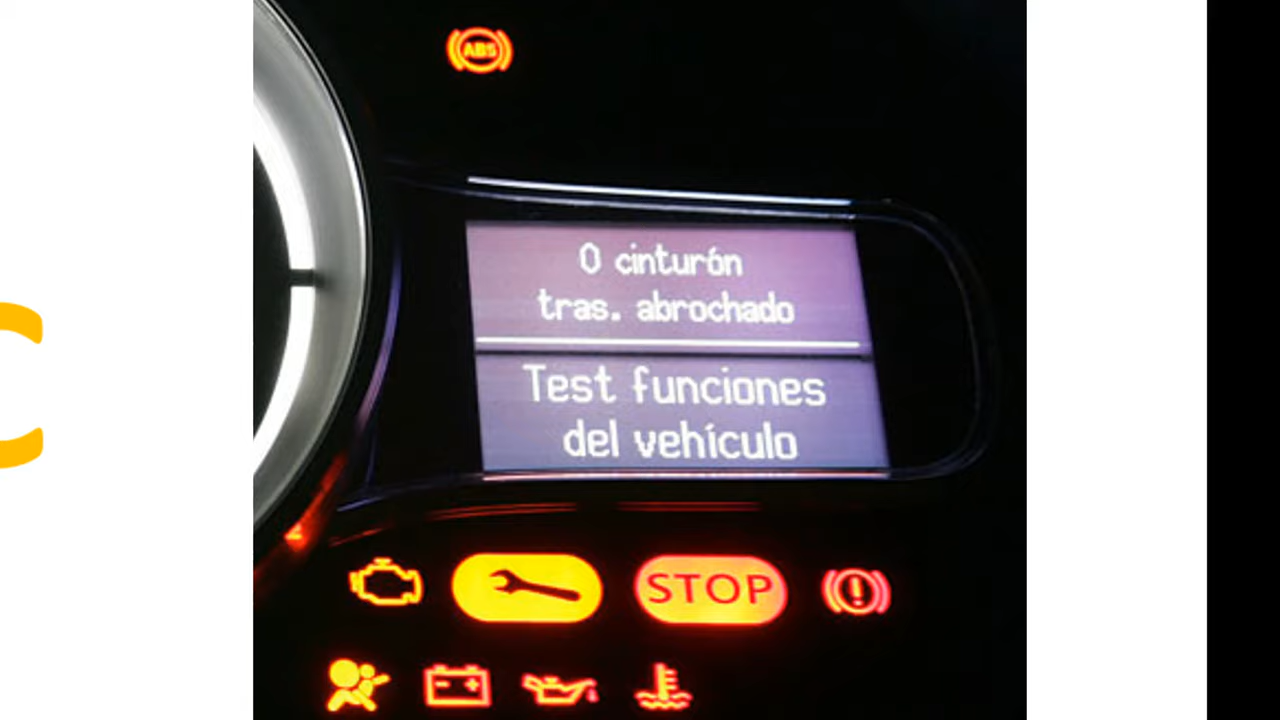 ABS
0 cinturón
tras. abrochado
Test funciones
del vehículo
STOP